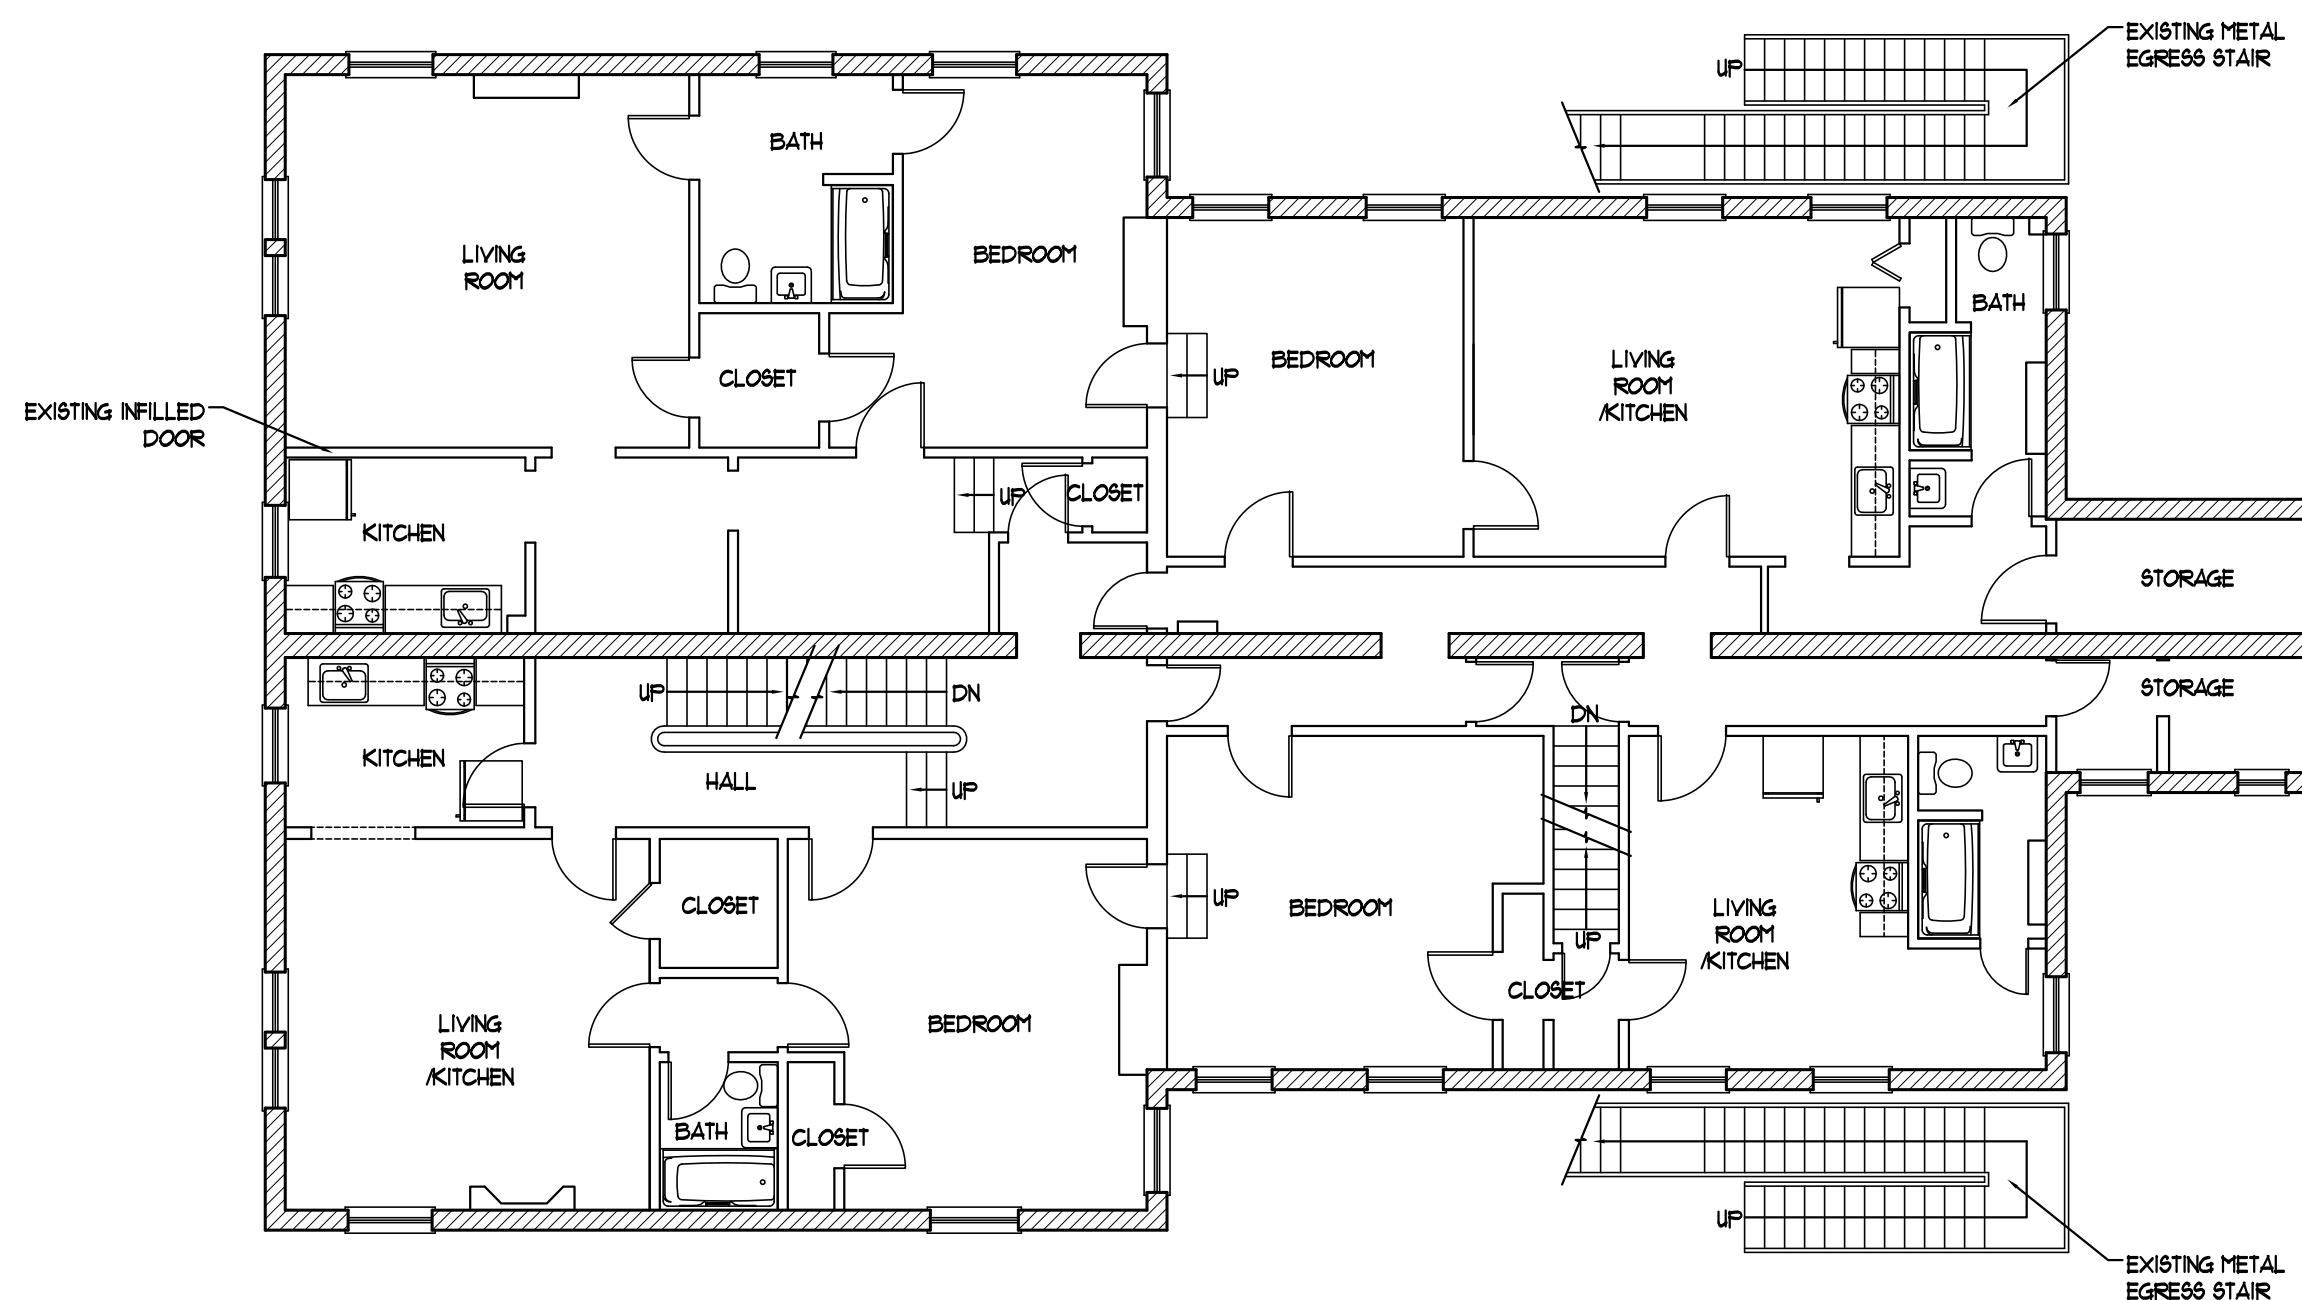 EXISTING METAL
EGRESS STAIR
UP
BATH
LIVING
ROOM
BEDROOM
BATH
BEDROOM
LIVING
ROOM
/KITCHEN
CLOSET
UP
EXISTING INFILLED
DOOR
UP
CLOSET
KITCHEN
STORAGE
UP
DN
STORAGE
DN
KITCHEN
HALL
UP
CLOSET
UP
BEDROOM
LIVING
ROOM
/KITCHEN
UP
CLOSET
LIVING
ROOM
/KITCHEN
BEDROOM
BATH
CLOSET
UP
EXISTING METAL
EGRESS STAIR